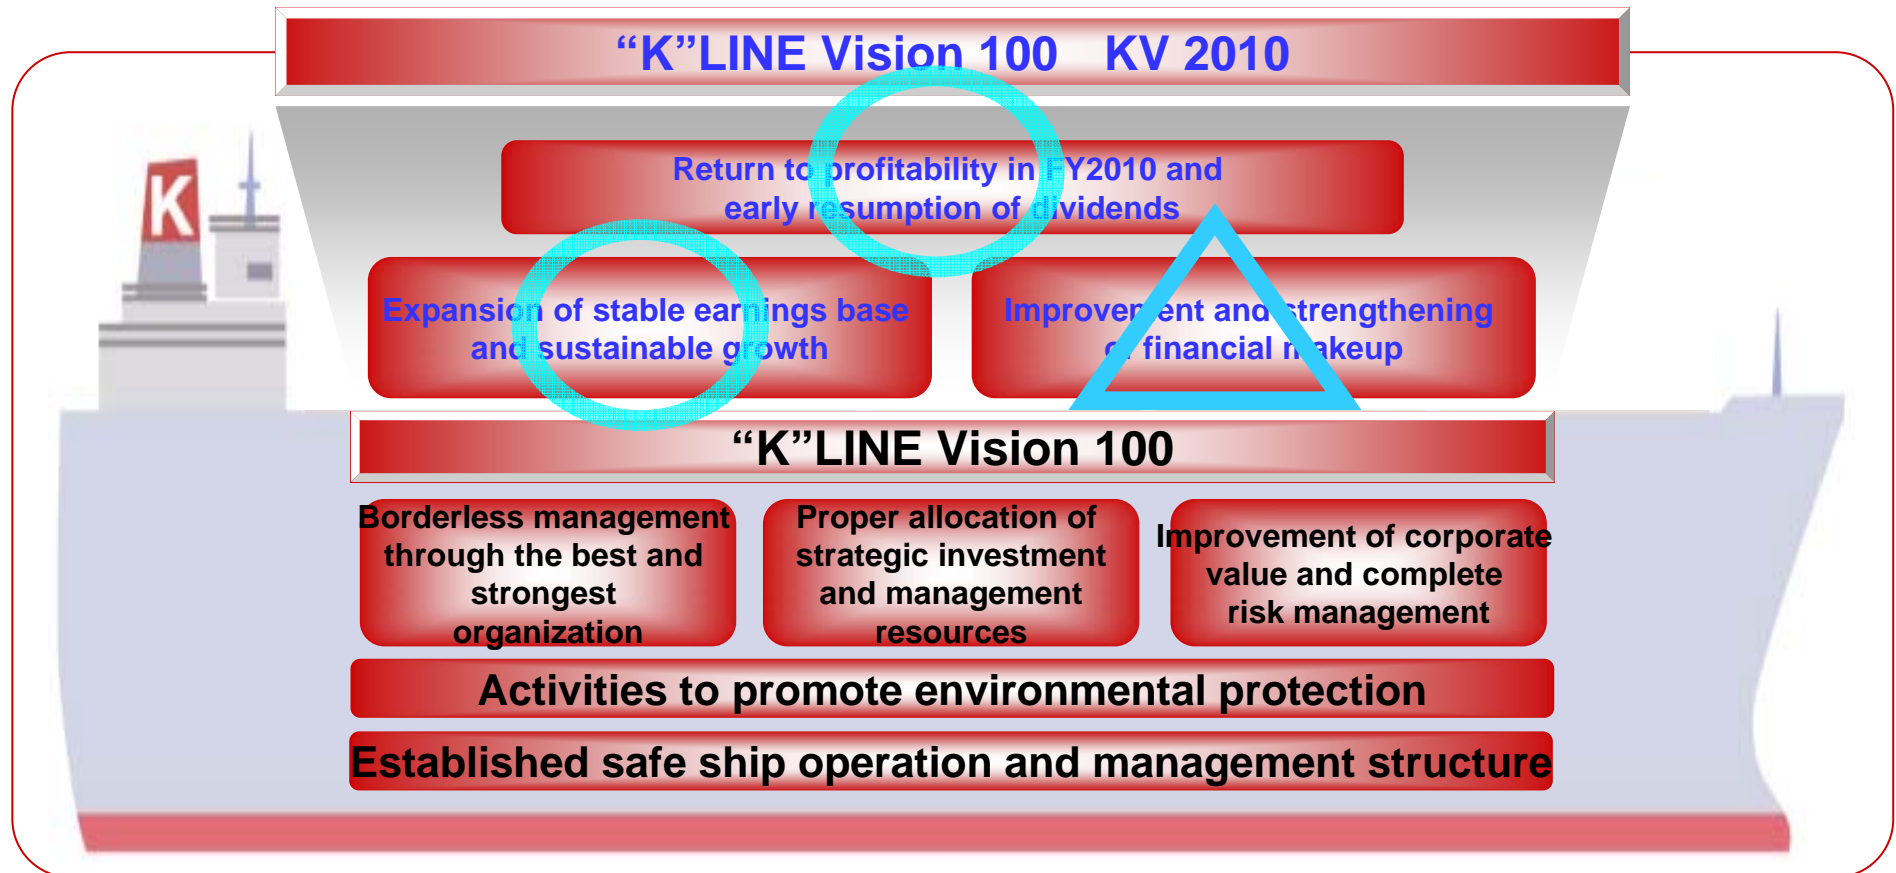 “K”LINE Vision 100 KV 2010
Return to profitability in FY2010 and
early resumption of dividends
Expansion of stable earnings base
and sustainable growth
Improvement and strengthening
of financial makeup
K
“K”LINE Vision 100
Borderless management
through the best and
strongest
organization
Proper allocation of
strategic investment
and management
resources
Improvement of corporate
value and complete
risk management
Activities to promote environmental protection
Established safe ship operation and management structure